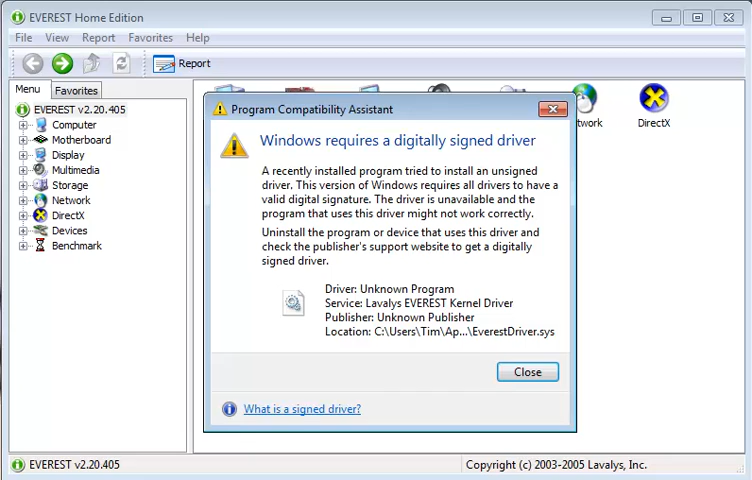 EVEREST Home Edition
File View Report Favorites Help
Report
Menu Favorites
EVEREST v2.20.405
Computer
Motherboard
Display
Multimedia
Storage
Network
DirectX
Devices
Benchmark
twork
DirectX
Program Compatibility Assistant
Windows requires a digitally signed driver
A recently installed program tried to install an unsigned
driver. This version of Windows requires all drivers to have a
valid digital signature. The driver is unavailable and the
program that uses this driver might not work correctly.
Uninstall the program or device that uses this driver and
check the publisher's support website to get a digitally
signed driver.
Driver: Unknown Program
Service: Lavalys EVEREST Kernel Driver
Publisher: Unknown Publisher
Location: C:\Users\Tim\Ap...\EverestDriver.sys
Close
What is a signed driver?
EVEREST v2.20.405
Copyright (c) 2003-2005 Lavalys, Inc.